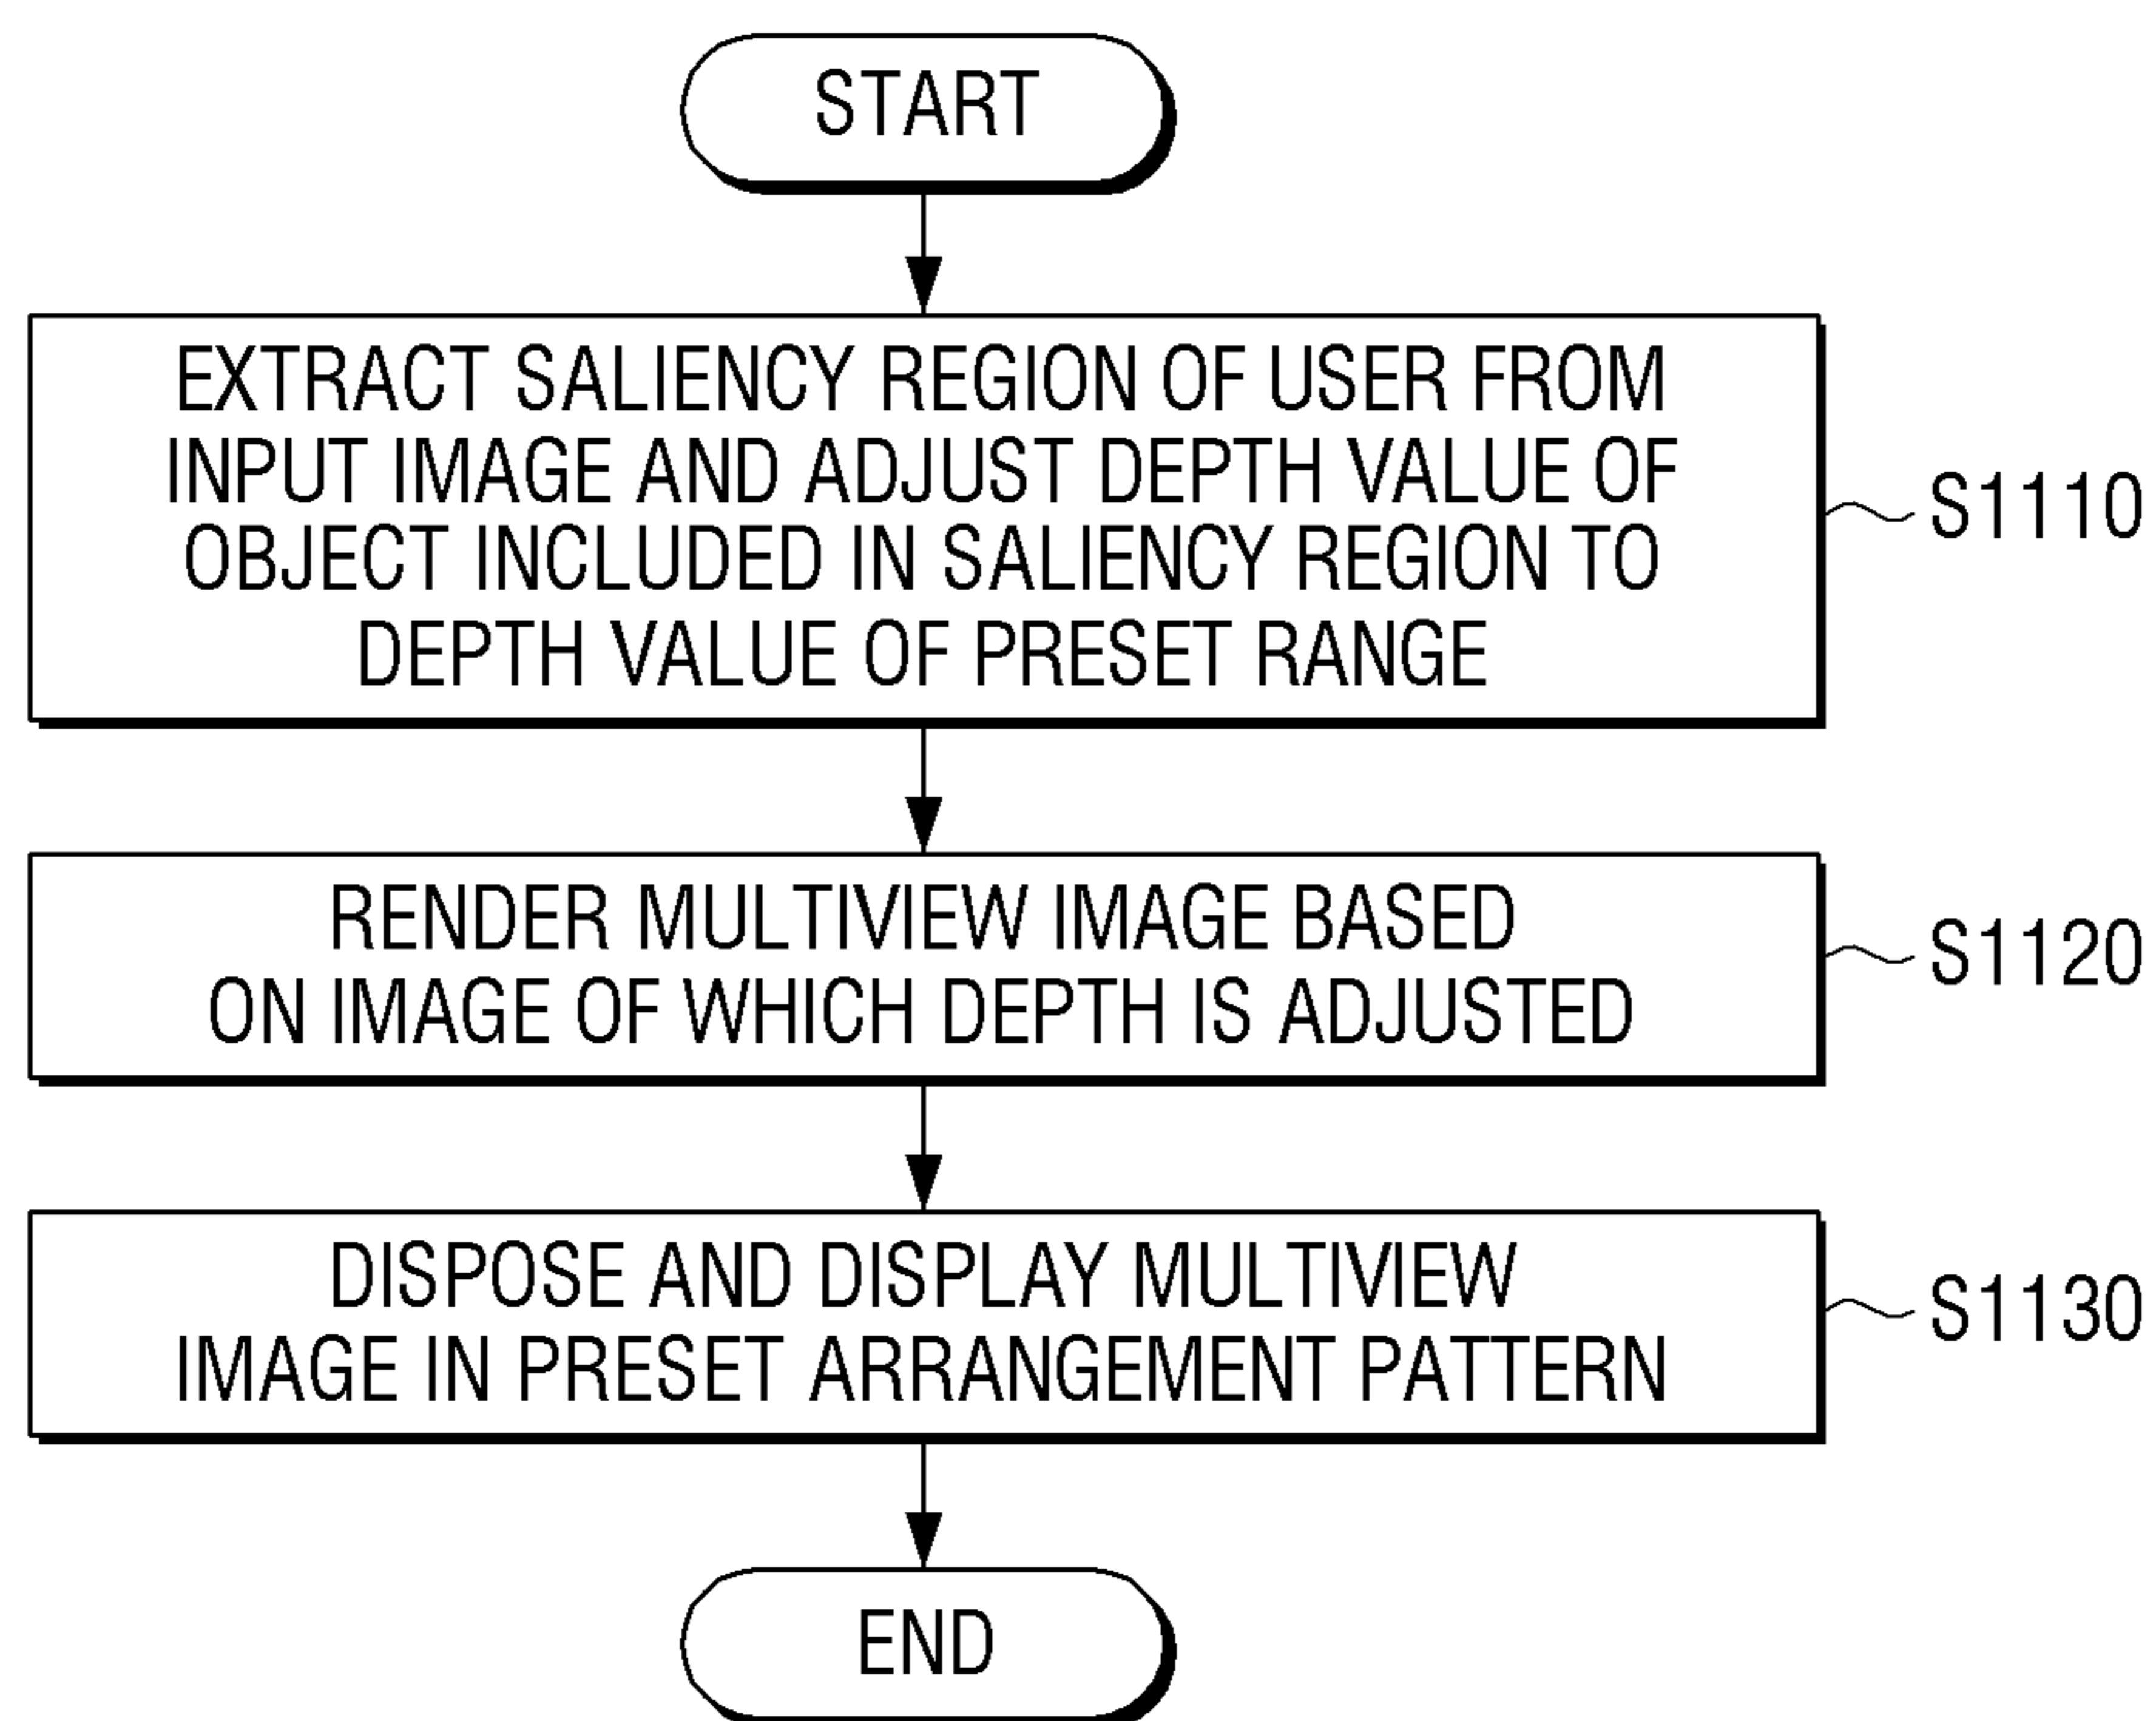 START
EXTRACT SALIENCY REGION OF USER FROM
INPUT IMAGE AND ADJUST DEPTH VALUE OF
OBJECT INCLUDED IN SALIENCY REGION TO
DEPTH VALUE OF PRESET RANGE
S1110
RENDER MULTIVIEW IMAGE BASED
ON IMAGE OF WHICH DEPTH IS ADJUSTED
S1120
DISPOSE AND DISPLAY MULTIVIEW
IMAGE IN PRESET ARRANGEMENT PATTERN
S1130
END